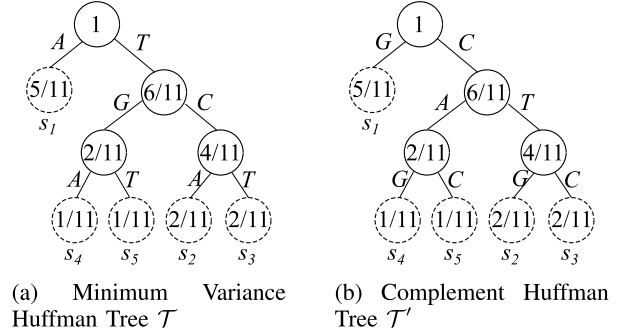 1 1
A T G C
5/11 6/11 5/11 6/11
s1 G C s1 A T
2/11 4/11 2/11 4/11
A T A T G C G C
1/11 1/11 2/11 2/11 1/11 1/11 2/11 2/11
s4 s5 s2 s3 s4 s5 s2 s3
(a) Minimum Variance
Huffman Tree 𝒯
(b) Complement Huffman
Tree 𝒯′